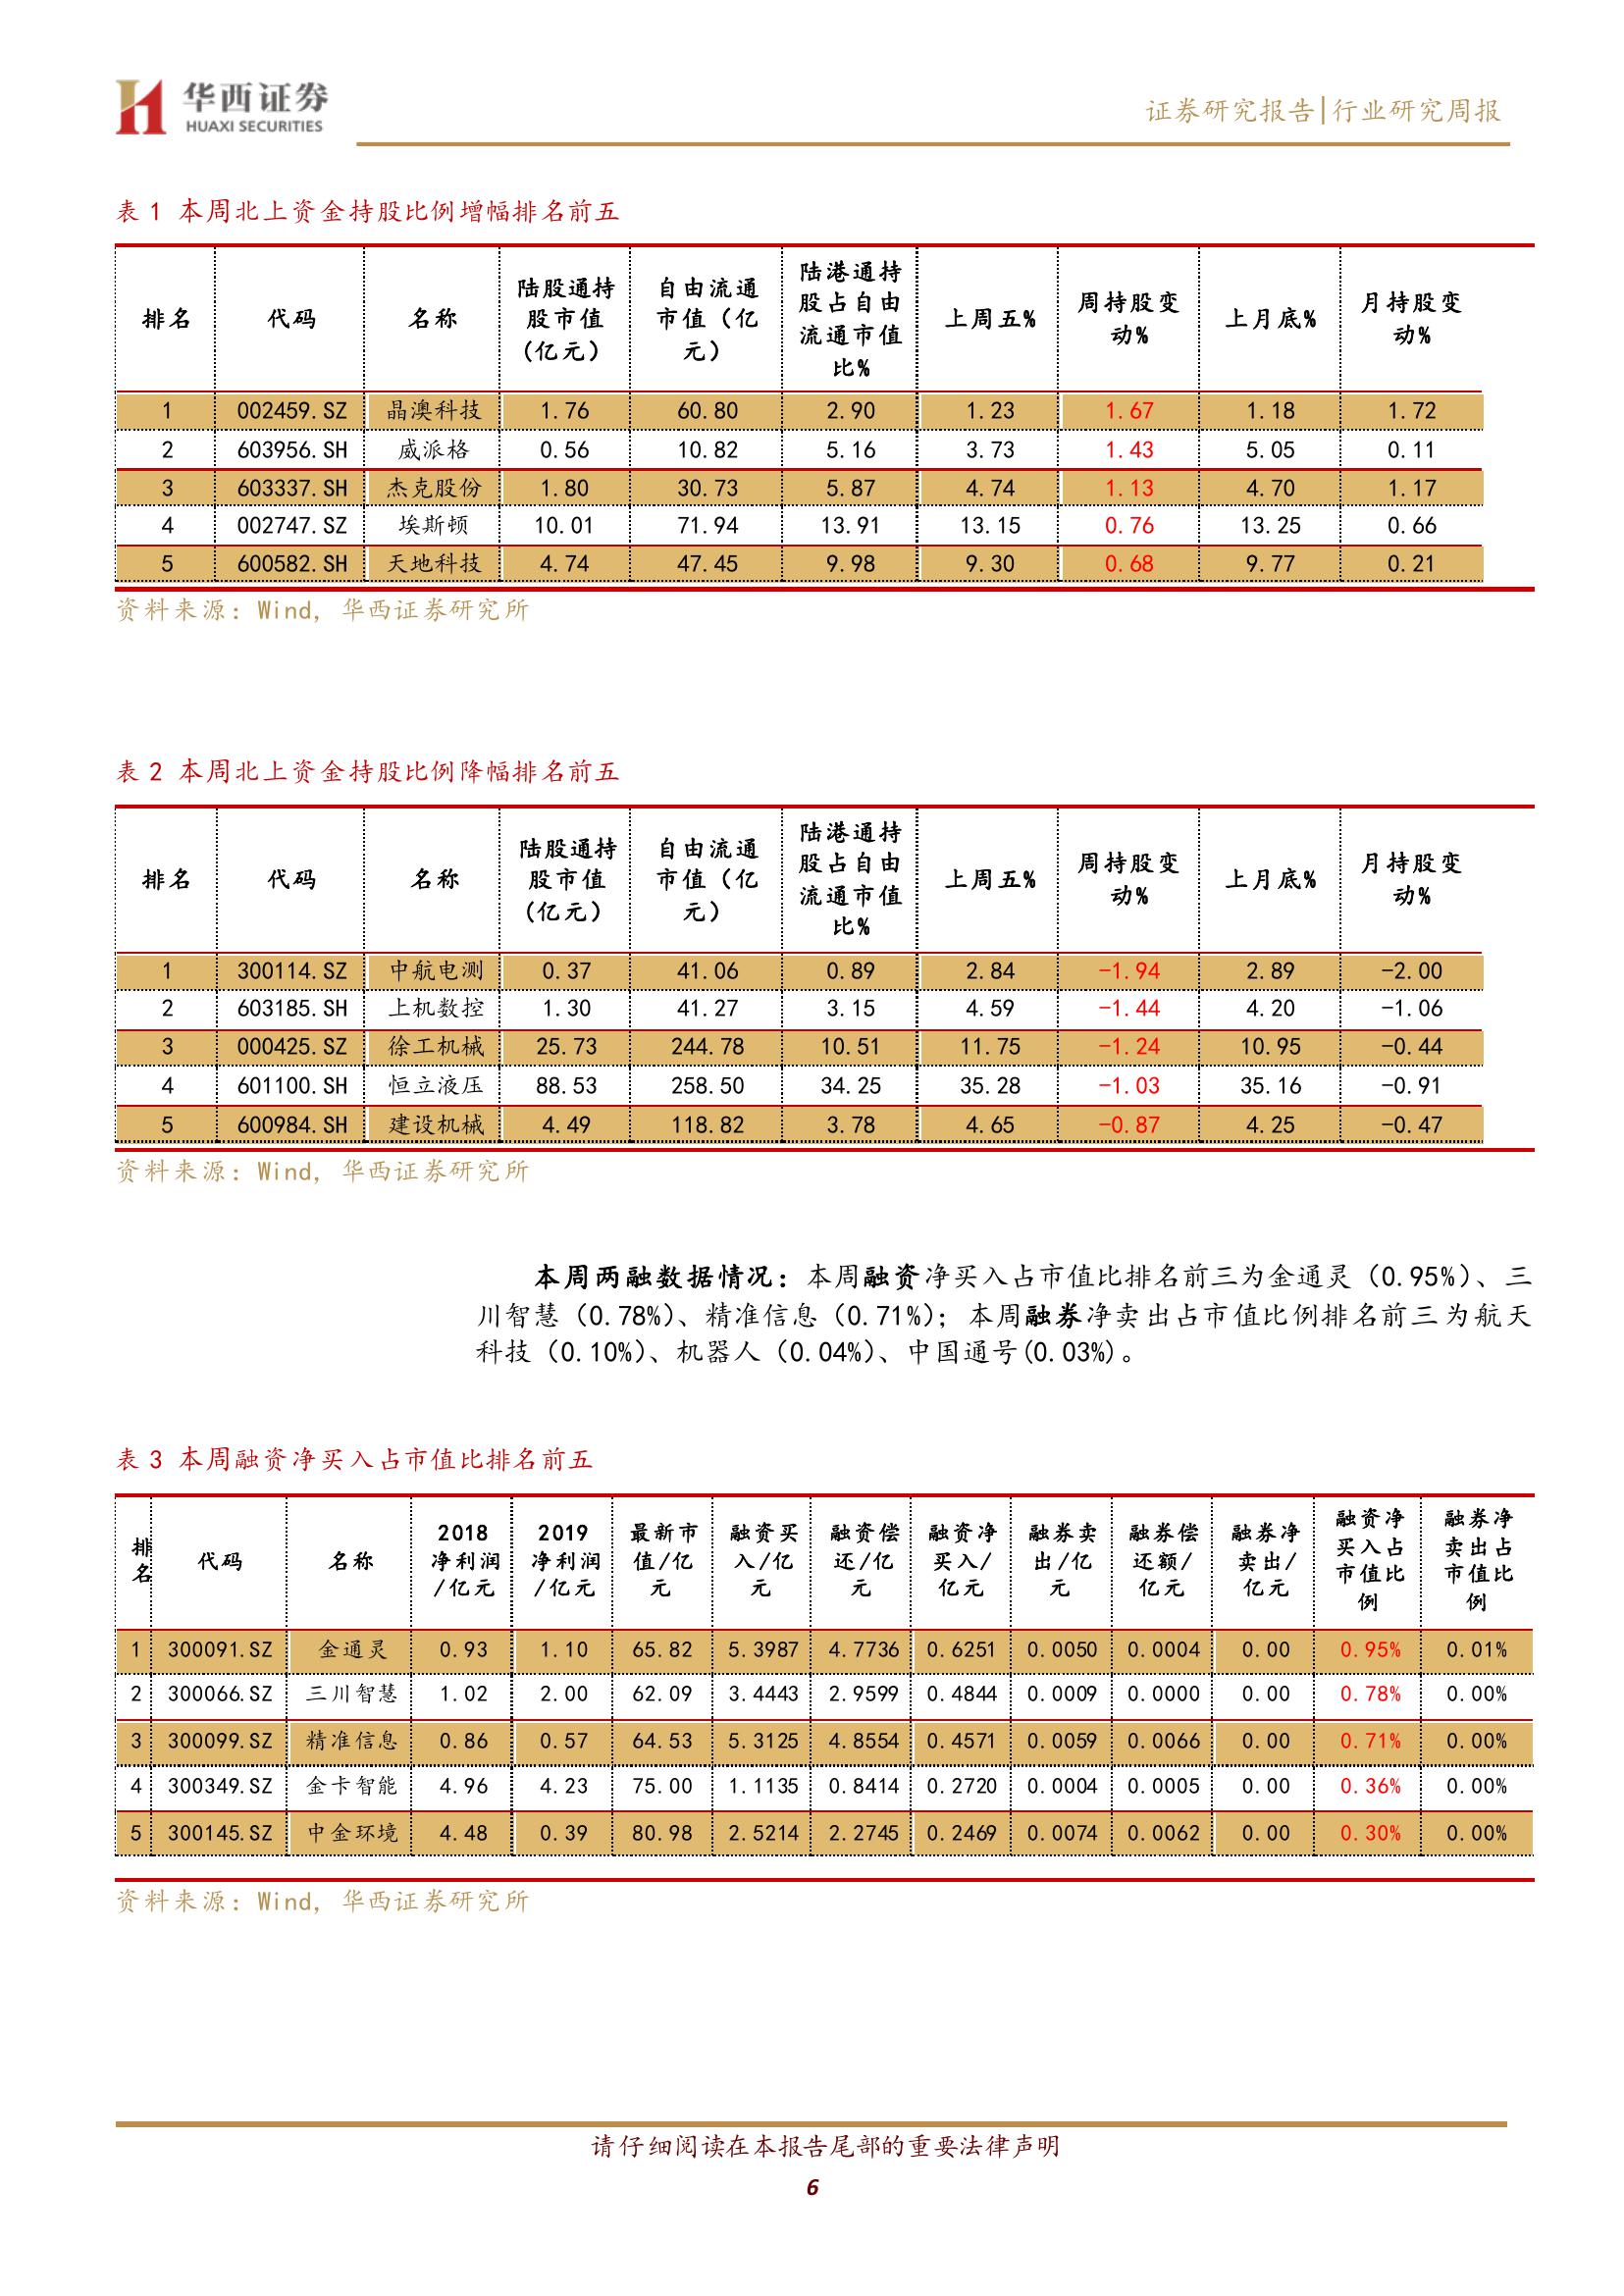 华西证券
HUAXI SECURITIES
证券研究报告|行业研究周报
表 1 本周北上资金持股比例增幅排名前五
排名 代码 名称 陆股通持股市值(亿元) 自由流通市值（亿元） 陆港通持股占自由流通市值比% 上周五% 周持股变动% 上月底% 月持股变动%
1 002459.SZ 晶澳科技 1.76 60.80 2.90 1.23 1.67 1.18 1.72
2 603956.SH 威派格 0.56 10.82 5.16 3.73 1.43 5.05 0.11
3 603337.SH 杰克股份 1.80 30.73 5.87 4.74 1.13 4.70 1.17
4 002747.SZ 埃斯顿 10.01 71.94 13.91 13.15 0.76 13.25 0.66
5 600582.SH 天地科技 4.74 47.45 9.98 9.30 0.68 9.77 0.21
资料来源：Wind, 华西证券研究所
表 2 本周北上资金持股比例降幅排名前五
排名 代码 名称 陆股通持股市值(亿元) 自由流通市值（亿元） 陆港通持股占自由流通市值比% 上周五% 周持股变动% 上月底% 月持股变动%
1 300114.SZ 中航电测 0.37 41.06 0.89 2.84 -1.94 2.89 -2.00
2 603185.SH 上机数控 1.30 41.27 3.15 4.59 -1.44 4.20 -1.06
3 000425.SZ 徐工机械 25.73 244.78 10.51 11.75 -1.24 10.95 -0.44
4 601100.SH 恒立液压 88.53 258.50 34.25 35.28 -1.03 35.16 -0.91
5 600984.SH 建设机械 4.49 118.82 3.78 4.65 -0.87 4.25 -0.47
资料来源：Wind, 华西证券研究所
本周两融数据情况：本周融资净买入占市值比排名前三为金通灵（0.95%）、三
川智慧（0.78%）、精准信息（0.71%）；本周融券净卖出占市值比例排名前三为航天
科技（0.10%）、机器人（0.04%）、中国通号(0.03%)。
表 3 本周融资净买入占市值比排名前五
排名 代码 名称 2018净利润/亿元 2019净利润/亿元 最新市值/亿元 融资买入/亿元 融资偿还/亿元 融资净买入/亿元 融券卖出/亿元 融券偿还额/亿元 融券净卖出/亿元 融资净买入占市值比例 融券净卖出占市值比例
1 300091.SZ 金通灵 0.93 1.10 65.82 5.3987 4.7736 0.6251 0.0050 0.0004 0.00 0.95% 0.01%
2 300066.SZ 三川智慧 1.02 2.00 62.09 3.4443 2.9599 0.4844 0.0009 0.0000 0.00 0.78% 0.00%
3 300099.SZ 精准信息 0.86 0.57 64.53 5.3125 4.8554 0.4571 0.0059 0.0066 0.00 0.71% 0.00%
4 300349.SZ 金卡智能 4.96 4.23 75.00 1.1135 0.8414 0.2720 0.0004 0.0005 0.00 0.36% 0.00%
5 300145.SZ 中金环境 4.48 0.39 80.98 2.5214 2.2745 0.2469 0.0074 0.0062 0.00 0.30% 0.00%
资料来源：Wind, 华西证券研究所
请仔细阅读在本报告尾部的重要法律声明
6